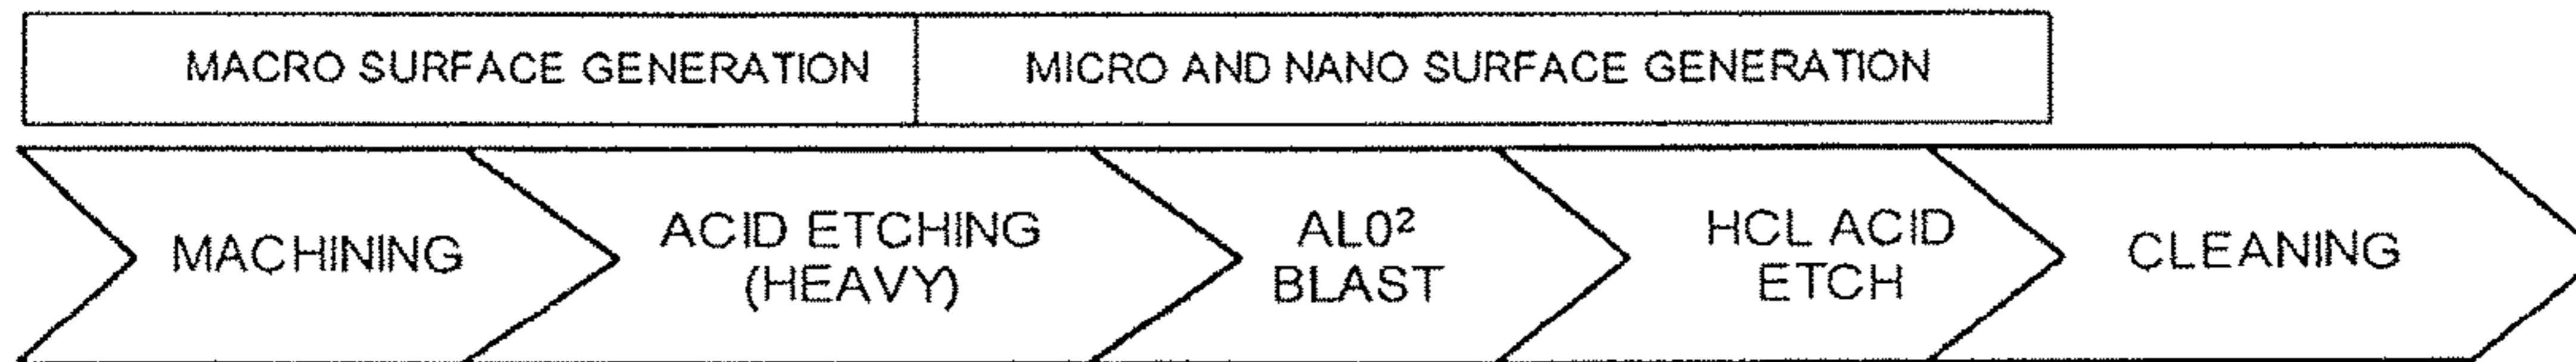 MACRO SURFACE GENERATION
MICRO AND NANO SURFACE GENERATION
MACHINING
ACID ETCHING
(HEAVY)
AL0²
BLAST
HCL ACID
ETCH
CLEANING